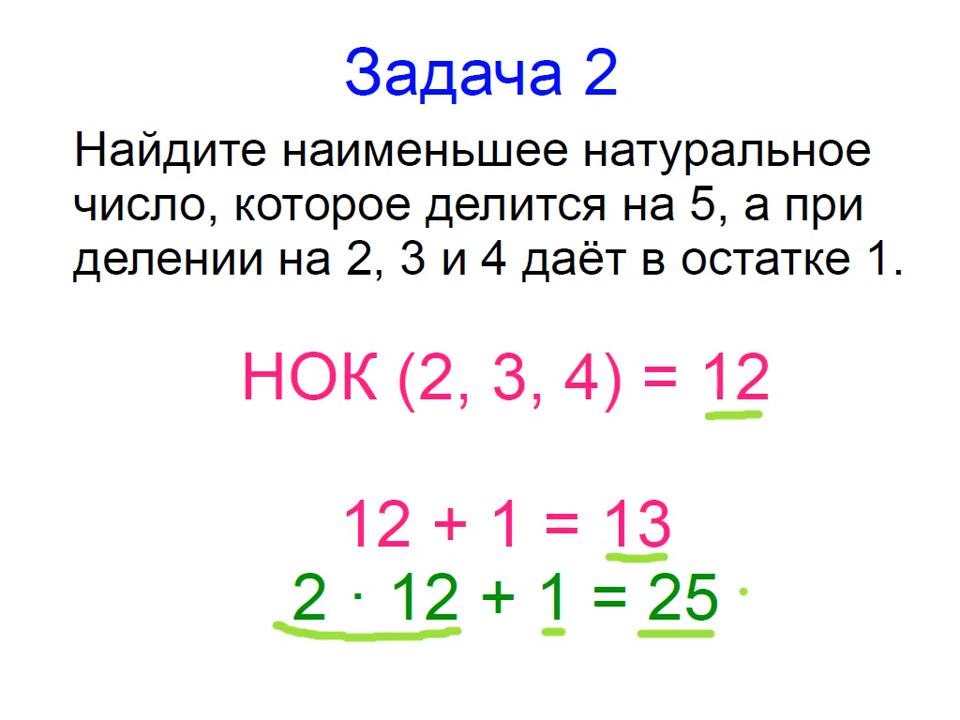 Задача 2
Найдите наименьшее натуральное
число, которое делится на 5, а при
делении на 2, 3 и 4 даёт в остатке 1.
НОК (2, 3, 4) = 12
12 + 1 = 13
2 · 12 + 1 = 25